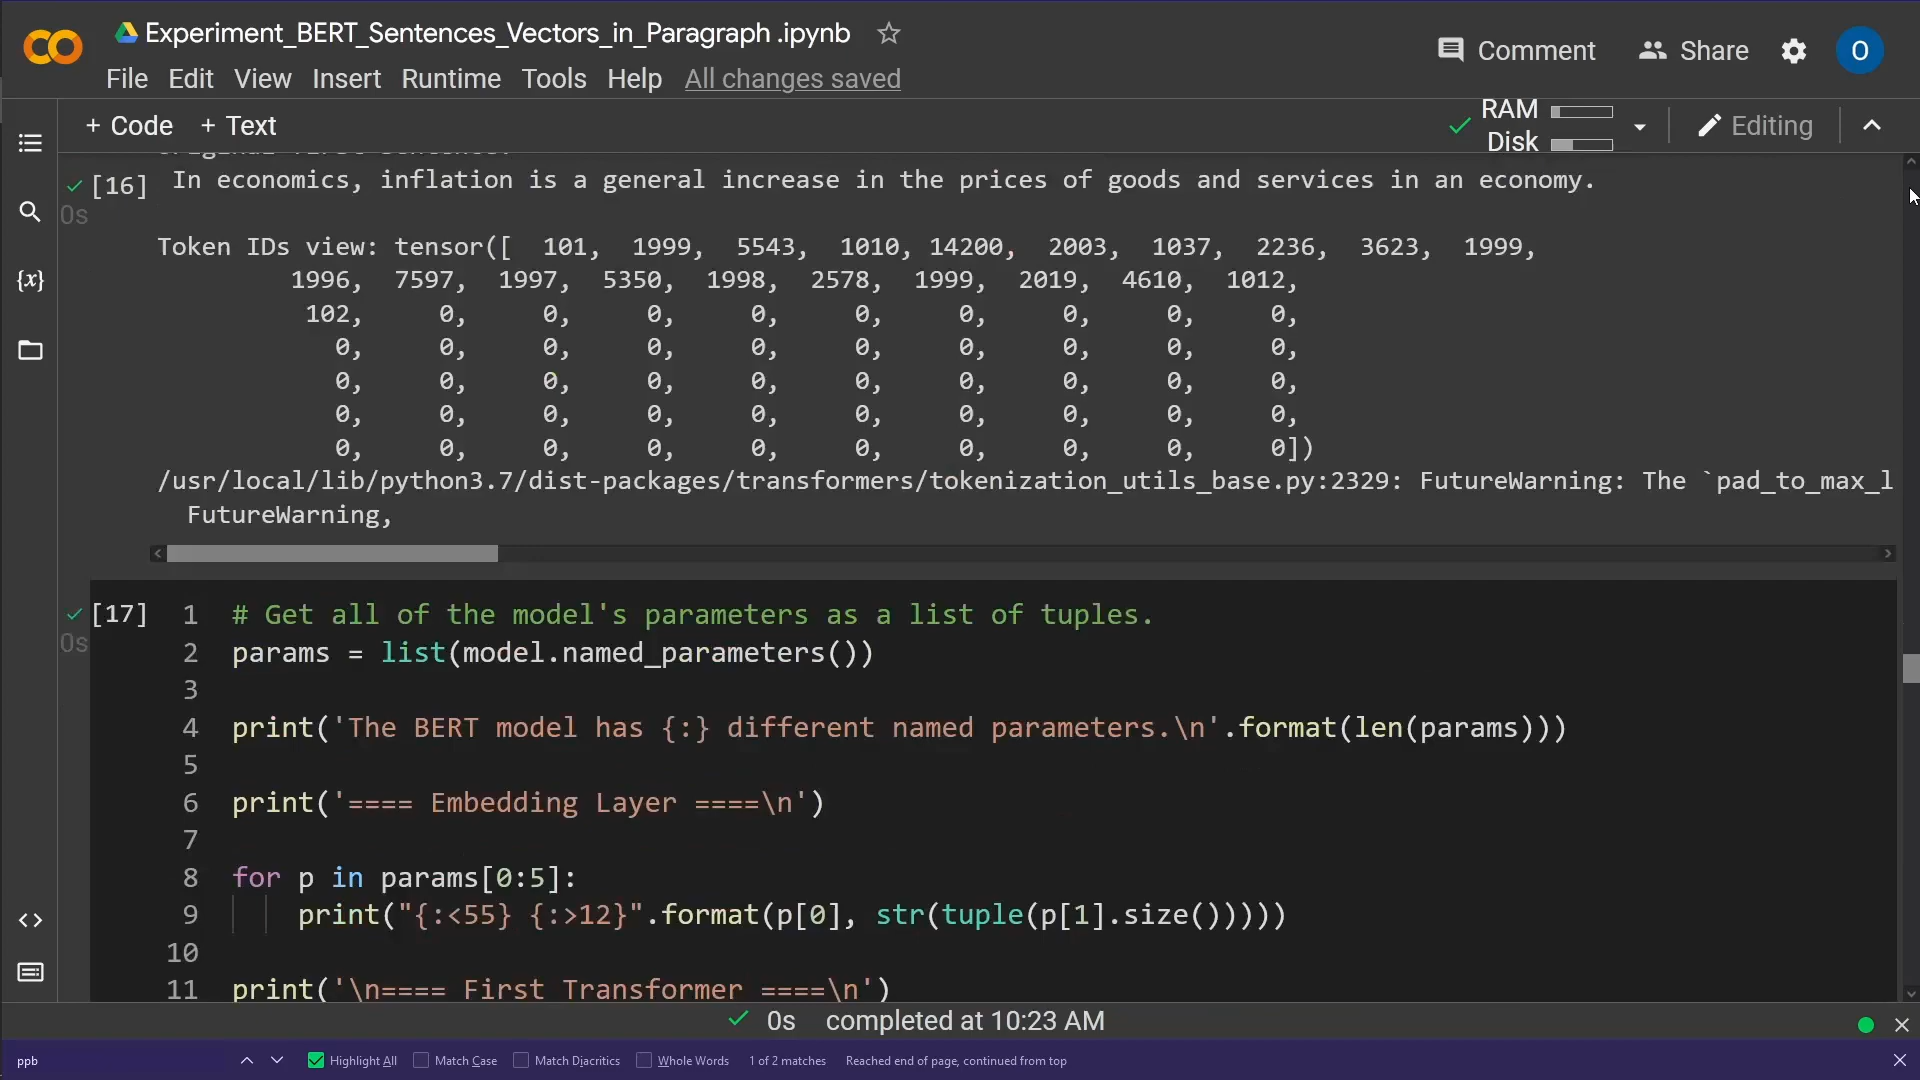 Experiment_BERT_Sentences_Vectors_in_Paragraph .ipynb
Comment
Share
O
File Edit View Insert Runtime Tools Help All changes saved
+ Code + Text
RAM
Disk
Editing
[16]
0s
In economics, inflation is a general increase in the prices of goods and services in an economy.
Token IDs view: tensor([ 101, 1999, 5543, 1010, 14200, 2003, 1037, 2236, 3623, 1999,
1996, 7597, 1997, 5350, 1998, 2578, 1999, 2019, 4610, 1012,
102, 0, 0, 0, 0, 0, 0, 0, 0, 0,
0, 0, 0, 0, 0, 0, 0, 0, 0, 0,
0, 0, 0, 0, 0, 0, 0, 0, 0, 0,
0, 0, 0, 0, 0, 0, 0, 0, 0, 0,
0, 0, 0, 0, 0, 0, 0, 0, 0, 0])
/usr/local/lib/python3.7/dist-packages/transformers/tokenization_utils_base.py:2329: FutureWarning: The `pad_to_max_l
FutureWarning,
[17]
0s
1 # Get all of the model's parameters as a list of tuples.
2 params = list(model.named_parameters())
3
4 print('The BERT model has {:} different named parameters.\n'.format(len(params)))
5
6 print('==== Embedding Layer ====\n')
7
8 for p in params[0:5]:
9 print("{:<55} {:>12}".format(p[0], str(tuple(p[1].size()))))
10
11 print('\n==== First Transformer ====\n')
0s completed at 10:23 AM
ppb Highlight All Match Case Match Diacritics Whole Words 1 of 2 matches Reached end of page, continued from top